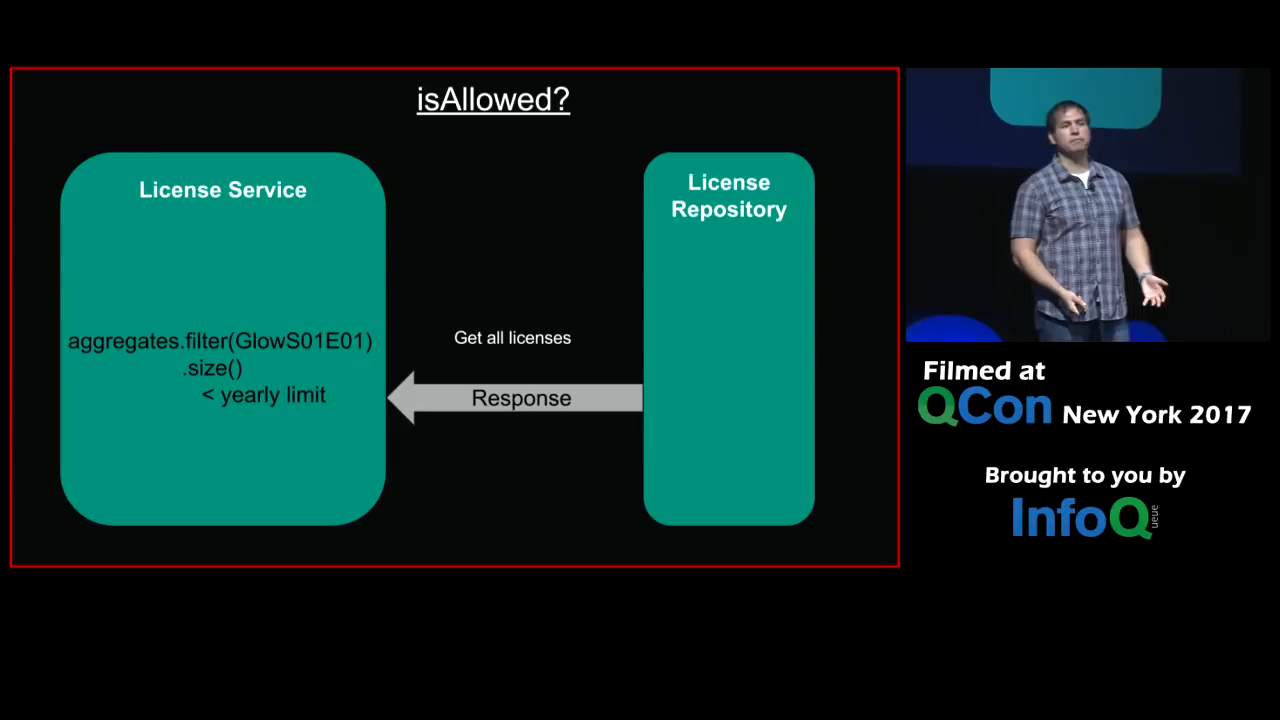 isAllowed?
License Service
aggregates.filter(GlowS01E01)
.size()
< yearly limit
Get all licenses
Response
License
Repository
Filmed at
QCon New York 2017
Brought to you by
InfoQ
ueue